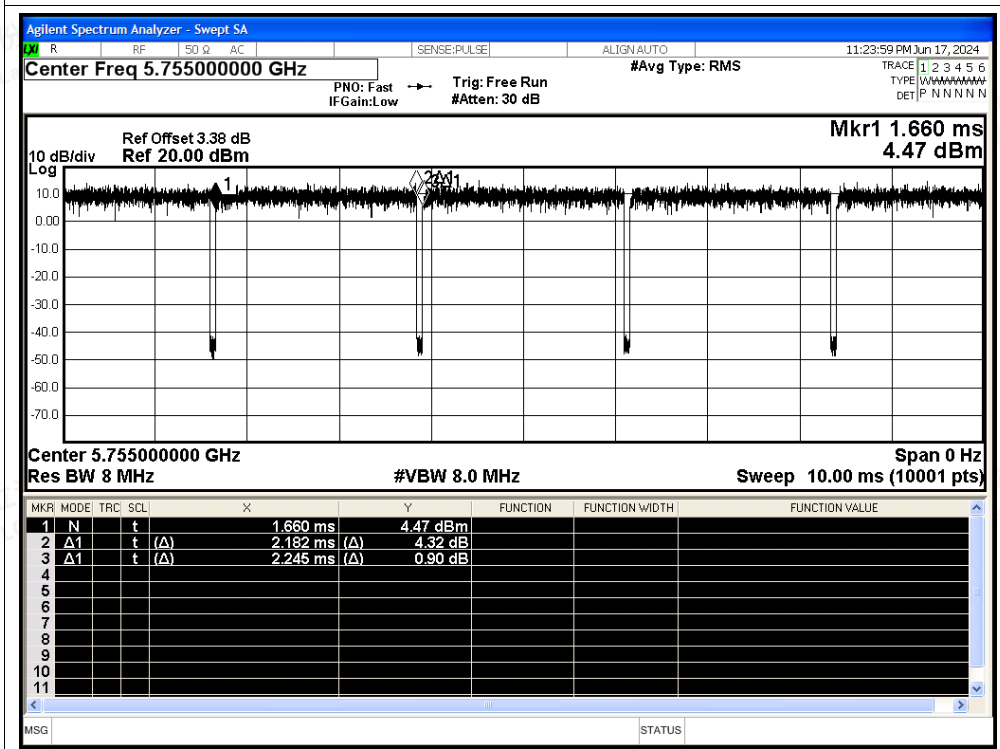 Agilent Spectrum Analyzer - Swept SA
LXI R RF 50 Ω AC SENSE:PULSE ALIGN AUTO 11:23:59 PM Jun 17, 2024
Center Freq 5.755000000 GHz #Avg Type: RMS TRACE 1 2 3 4 5 6
PNO: Fast Trig: Free Run TYPE WWWWWW
IFGain:Low #Atten: 30 dB DET P N N N N N
Mkr1 1.660 ms
Ref Offset 3.38 dB
10 dB/div Ref 20.00 dBm 4.47 dBm
Log
10.0
0.00
-10.0
-20.0
-30.0
-40.0
-50.0
-60.0
-70.0
1
Center 5.755000000 GHz Span 0 Hz
Res BW 8 MHz #VBW 8.0 MHz Sweep 10.00 ms (10001 pts)
MKR MODE TRC SCL X Y FUNCTION FUNCTION WIDTH FUNCTION VALUE
1 N t 1.660 ms 4.47 dBm
2 Δ1 t (Δ) 2.182 ms (Δ) 4.32 dB
3 Δ1 t (Δ) 2.245 ms (Δ) 0.90 dB
4
5
6
7
8
9
10
11
MSG STATUS